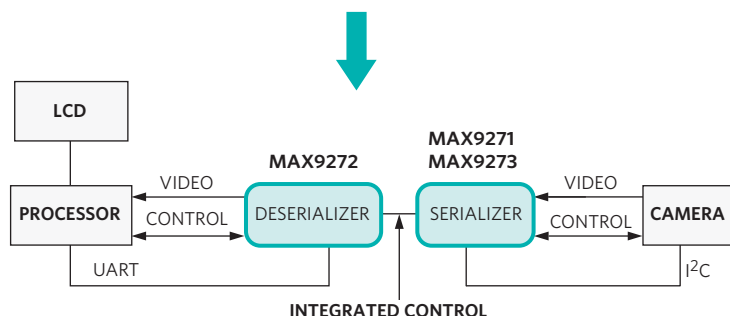 LCD
MAX9272
MAX9271
MAX9273
PROCESSOR
VIDEO
CONTROL
DESERIALIZER
SERIALIZER
VIDEO
CONTROL
CAMERA
UART
I²C
INTEGRATED CONTROL